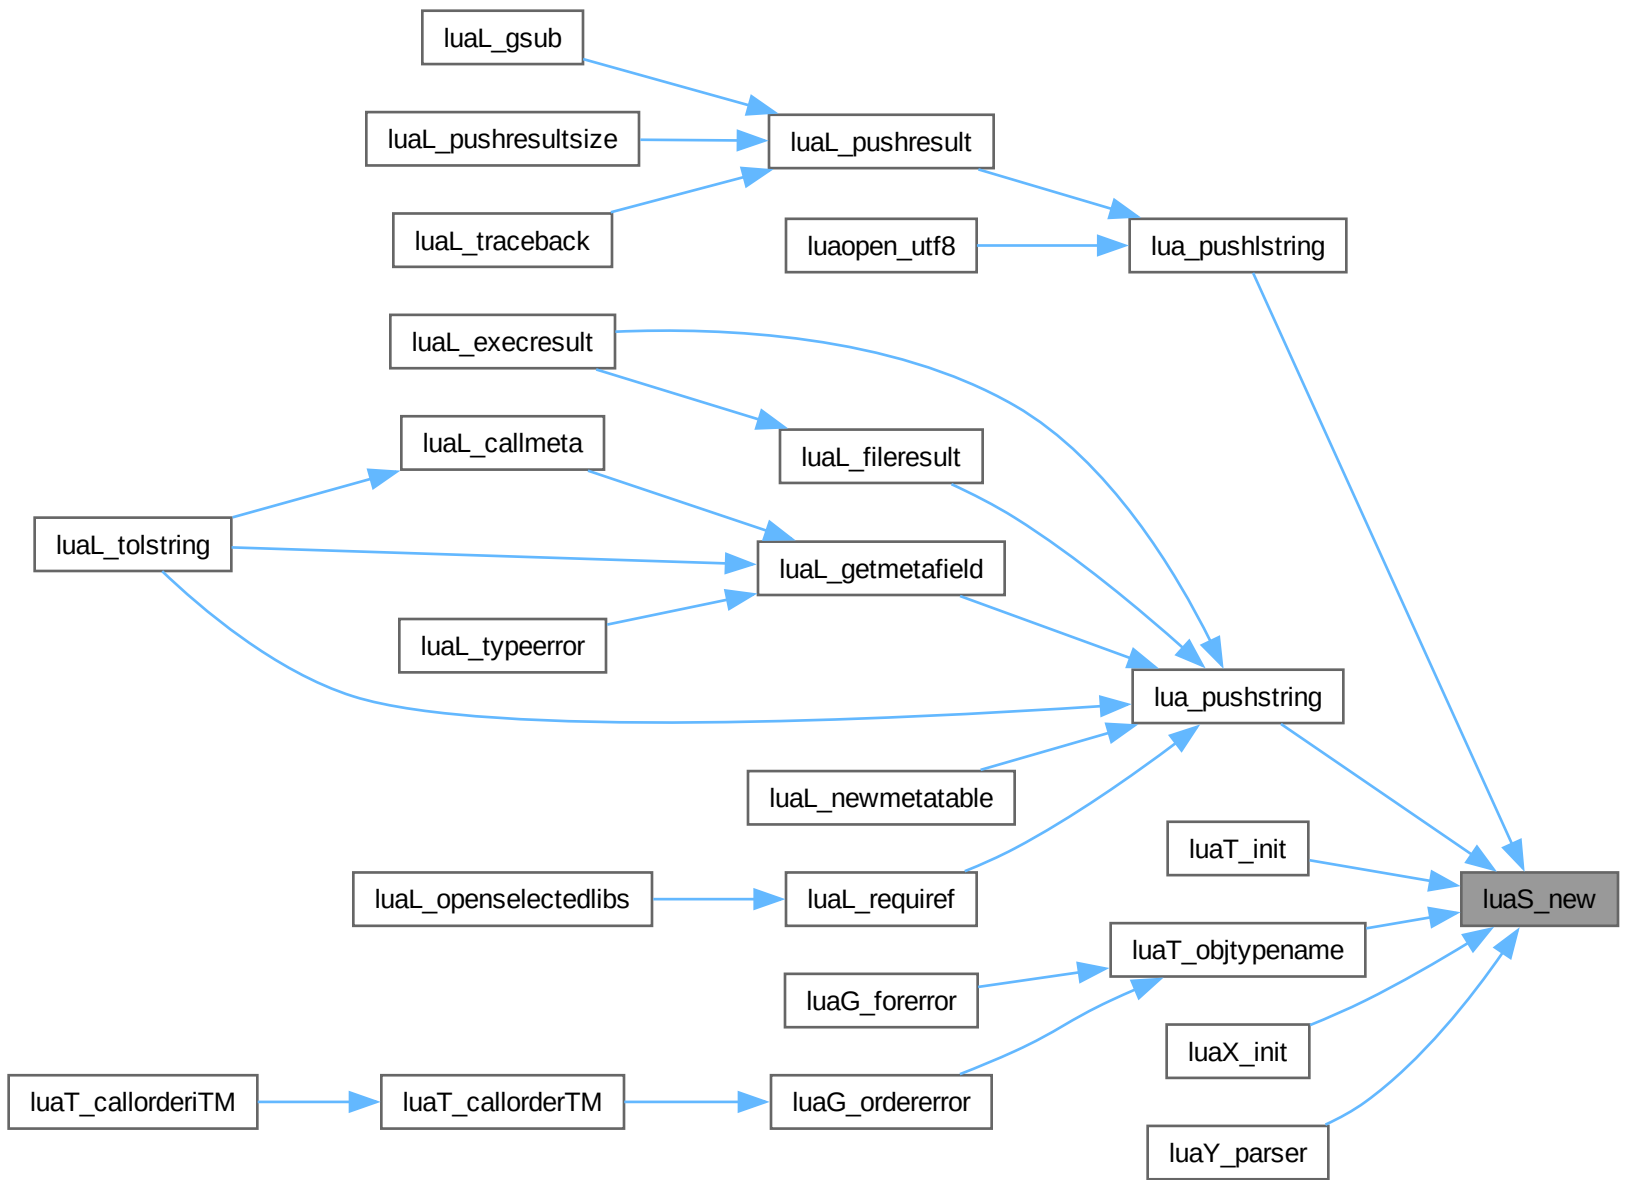 luaL_gsub
luaL_pushresultsize
luaL_pushresult
luaL_traceback
luaopen_utf8
lua_pushlstring
luaL_execresult
luaL_callmeta
luaL_fileresult
luaL_tolstring
luaL_getmetafield
luaL_typeerror
lua_pushstring
luaL_newmetatable
luaT_init
luaL_openselectedlibs
luaL_requiref
luaS_new
luaT_objtypename
luaG_forerror
luaX_init
luaT_callorderiTM
luaT_callorderTM
luaG_ordererror
luaY_parser